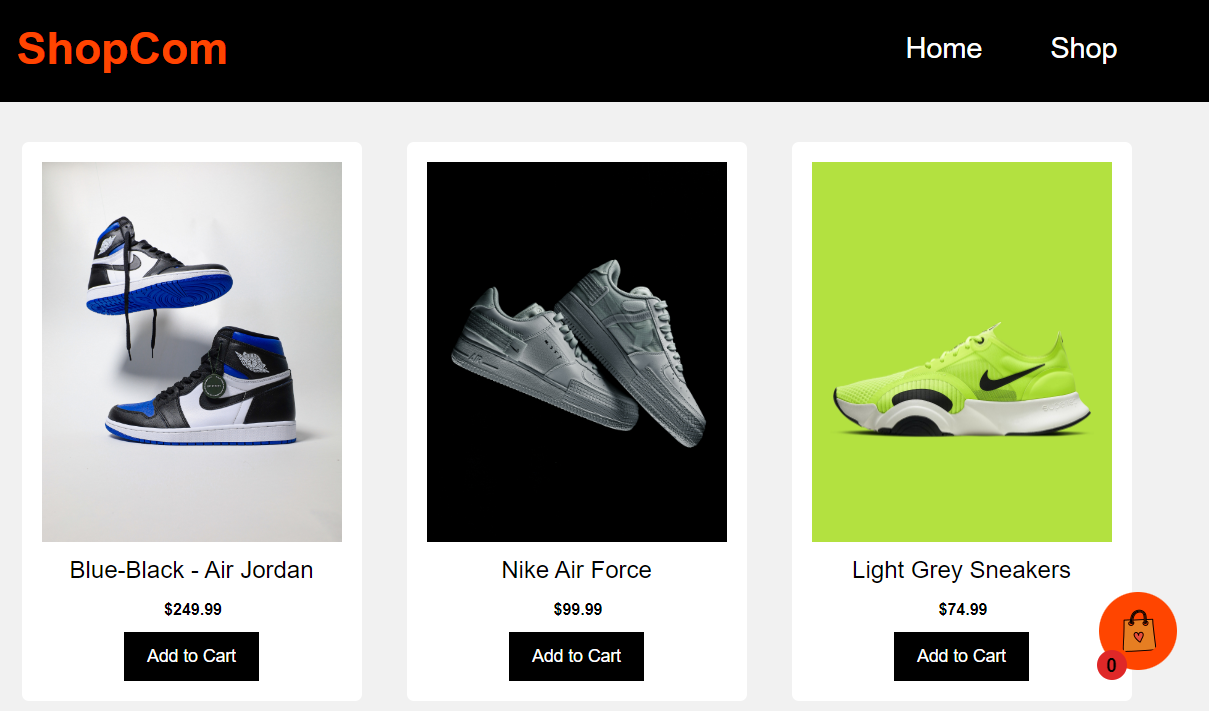 ShopCom
Home Shop
Blue-Black - Air Jordan
$249.99
Add to Cart
Nike Air Force
$99.99
Add to Cart
Light Grey Sneakers
$74.99
Add to Cart
0